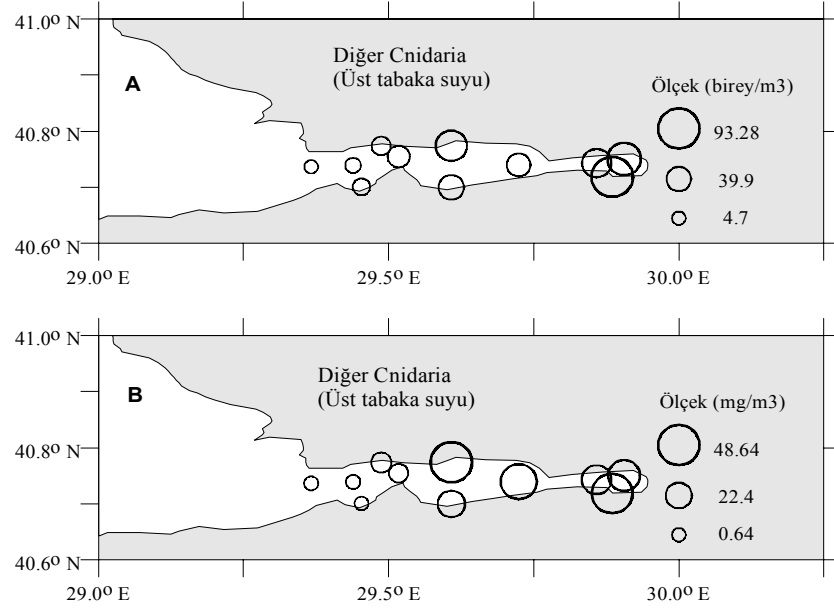 41.0º N
Diğer Cnidaria
(Üst tabaka suyu)
A
Ölçek (birey/m3)
93.28
40.8º N
39.9
4.7
40.6º N
29.0º E
29.5º E
30.0º E
41.0º N
Diğer Cnidaria
(Üst tabaka suyu)
B
Ölçek (mg/m3)
48.64
40.8º N
22.4
0.64
40.6º N
29.0º E
29.5º E
30.0º E